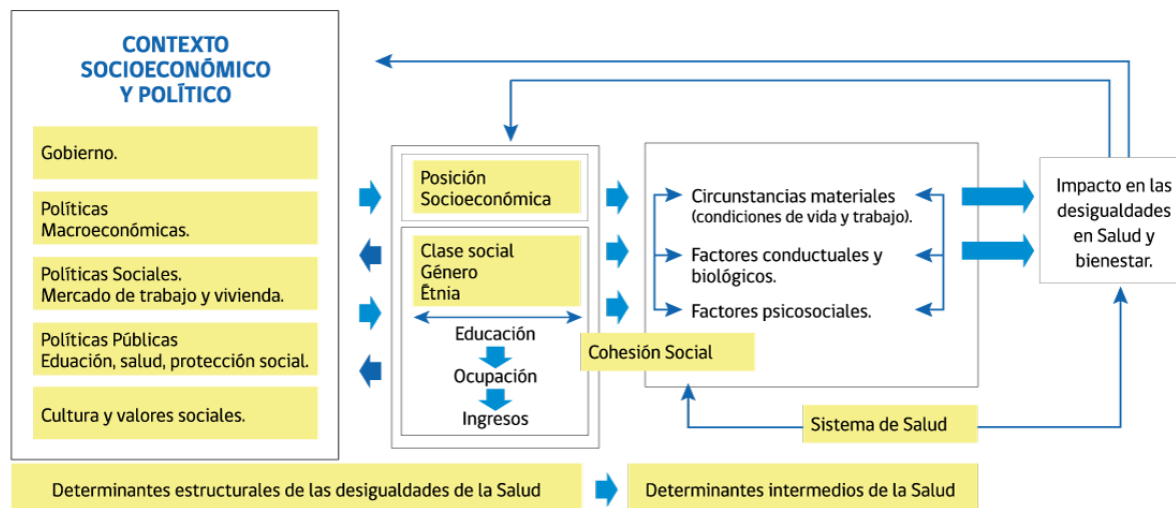 CONTEXTO
SOCIOECONÓMICO
Y POLÍTICO
Gobierno.
Políticas
Macroeconómicas.
Políticas Sociales.
Mercado de trabajo y vivienda.
Políticas Públicas
Eduación, salud, protección social.
Cultura y valores sociales.
Posición
Socioeconómica
Clase social
Género
Étnia
Educación
Ocupación
Ingresos
Cohesión Social
Circunstancias materiales
(condiciones de vida y trabajo).
Factores conductuales y
biológicos.
Factores psicosociales.
Impacto en las
desigualdades
en Salud y
bienestar.
Sistema de Salud
Determinantes estructurales de las desigualdades de la Salud
Determinantes intermedios de la Salud